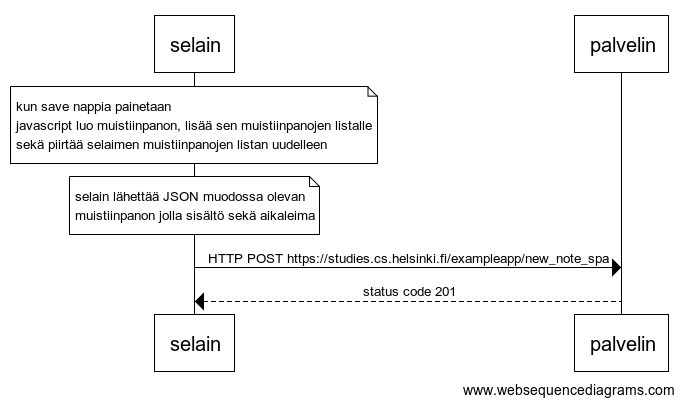 selain
palvelin
kun save nappia painetaan
javascript luo muistiinpanon, lisää sen muistiinpanojen listalle
sekä piirtää selaimen muistiinpanojen listan uudelleen
selain lähettää JSON muodossa olevan
muistiinpanon jolla sisältö sekä aikaleima
HTTP POST https://studies.cs.helsinki.fi/exampleapp/new_note_spa
status code 201
selain
palvelin
www.websequencediagrams.com